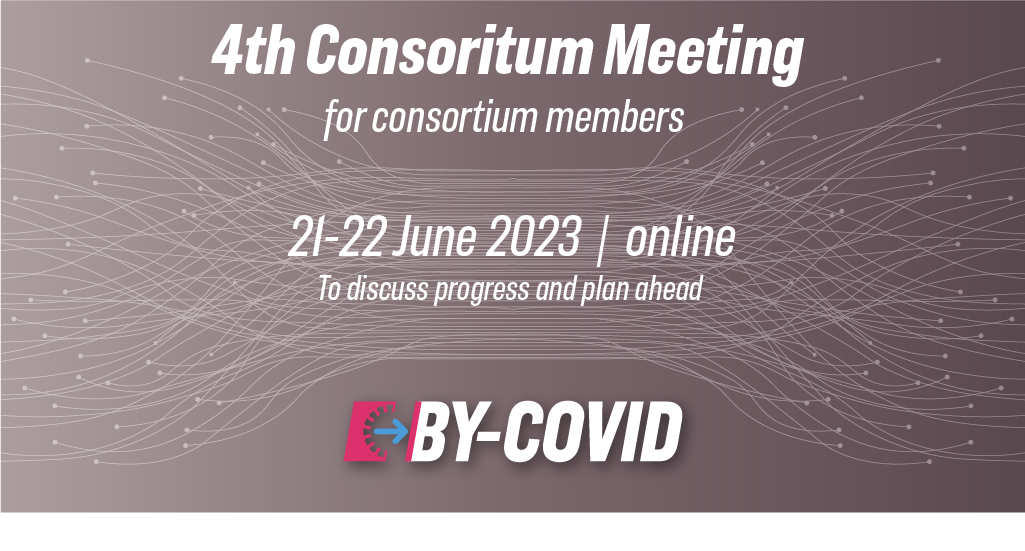 4th Consoritum Meeting
for consortium members
21-22 June 2023 | online
To discuss progress and plan ahead
BY-COVID